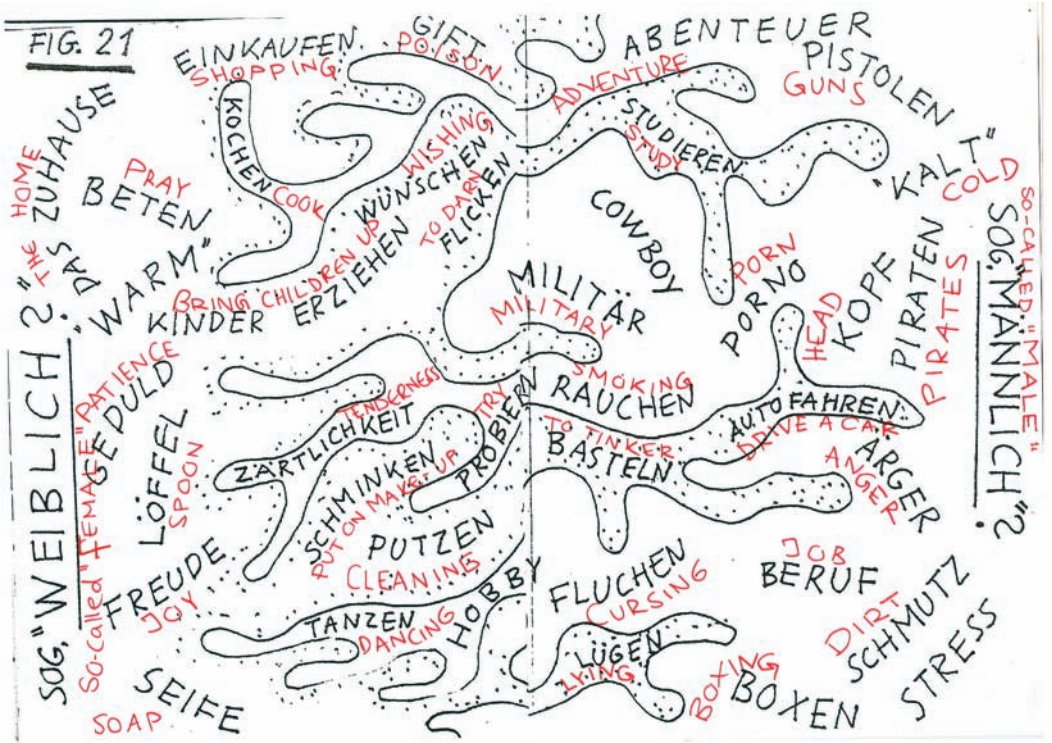 FIG. 21
EINKAUFEN
SHOPPING
GIFT
POISON
ABENTEUER
ADVENTURE
PISTOLEN
GUNS
DAS ZUHAUSE
THE HOME
PRAY
BETEN
KOCHEN
COOK
WISHING
WÜNSCHEN
TO DARN
FLICKEN
STUDIEREN
STUDY
"KALT"
COLD
COWBOY
"WARM"
BRING CHILDREN UP
KINDER ERZIEHEN
MILITÄR
MILITARY
PORN
PORNO
HEAD
KOPF
PIRATEN
PIRATES
SO-CALLED "MALE"
SOG. "MÄNNLICH"?
SOG. "WEIBLICH"?
SO-called "FEMALE"
PATIENCE
GEDULD
LÖFFEL
SPOON
TENDERNESS
ZÄRTLICHKEIT
TRY
PROBIEREN
SMOKING
RAUCHEN
AUTOFAHREN
DRIVE A CAR
TO TINKER
BASTELN
ÄRGER
ANGER
SCHMINKEN
PUT ON MAKE-UP
PUTZEN
CLEANING
FREUDE
JOY
TANZEN
DANCING
HOBBY
FLUCHEN
CURSING
JOB
BERUF
LÜGEN
LYING
DIRT
SCHMUTZ
STRESS
SEIFE
SOAP
BOXING
BOXEN